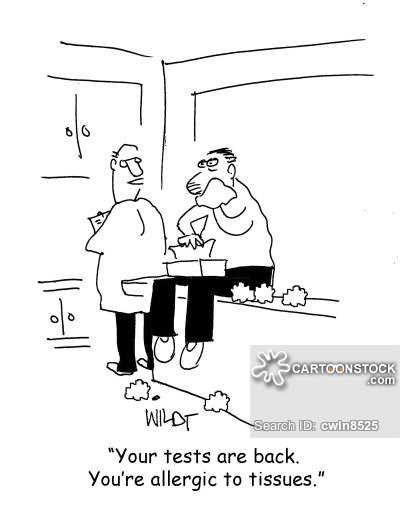 CARTOONSTOCK
.com
Search ID: cwln8525
WILDT
“Your tests are back.
You’re allergic to tissues.”